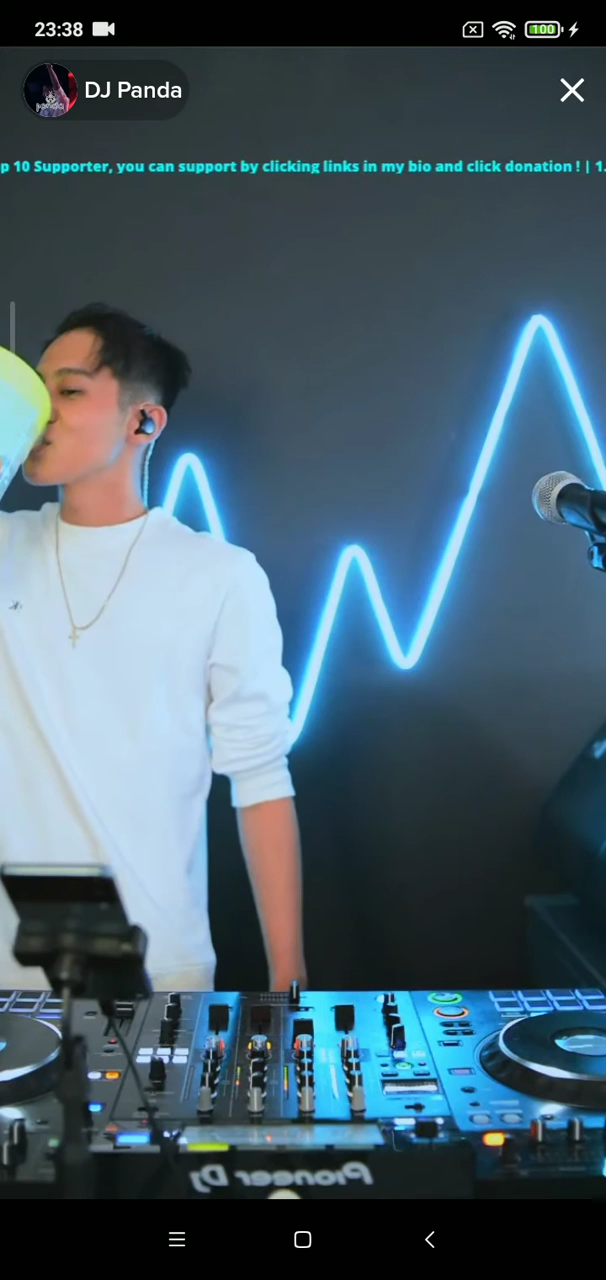 23:38
100
DJ Panda
p 10 Supporter, you can support by clicking links in my bio and click donation ! | 1.
Pioneer Dj